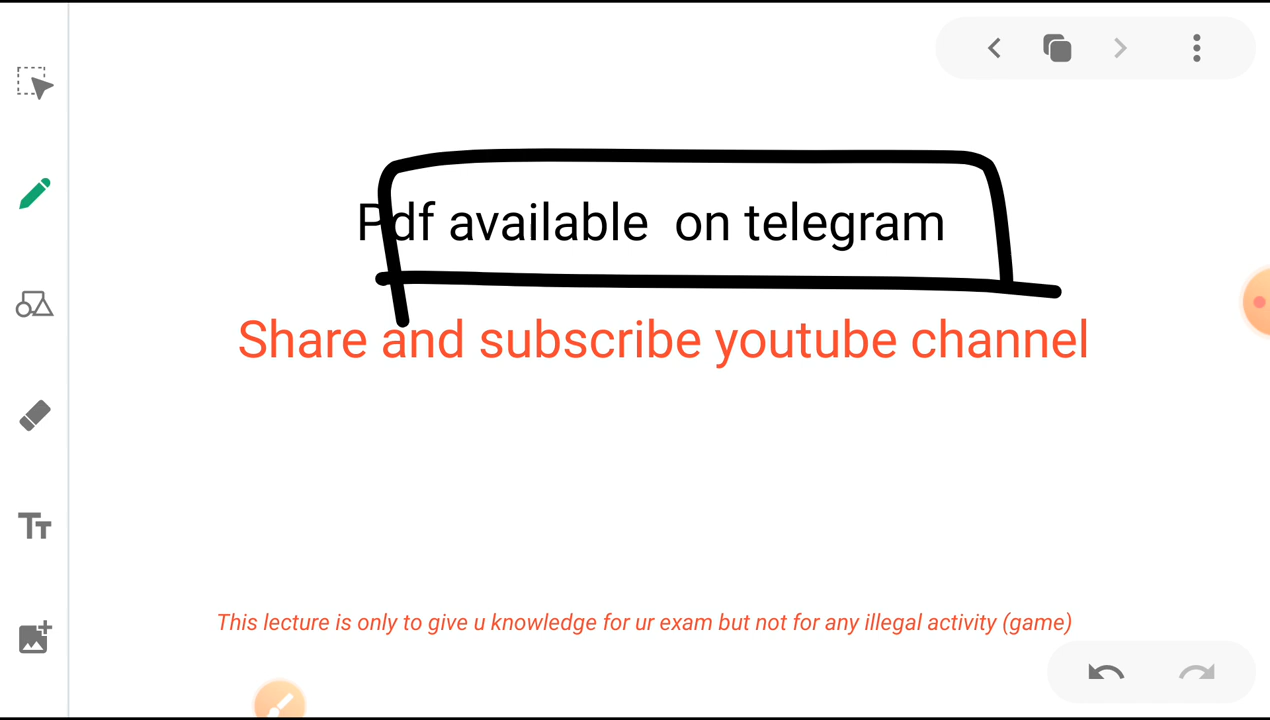 Pdf available  on telegram
Share and subscribe youtube channel
This lecture is only to give u knowledge for ur exam but not for any illegal activity (game)